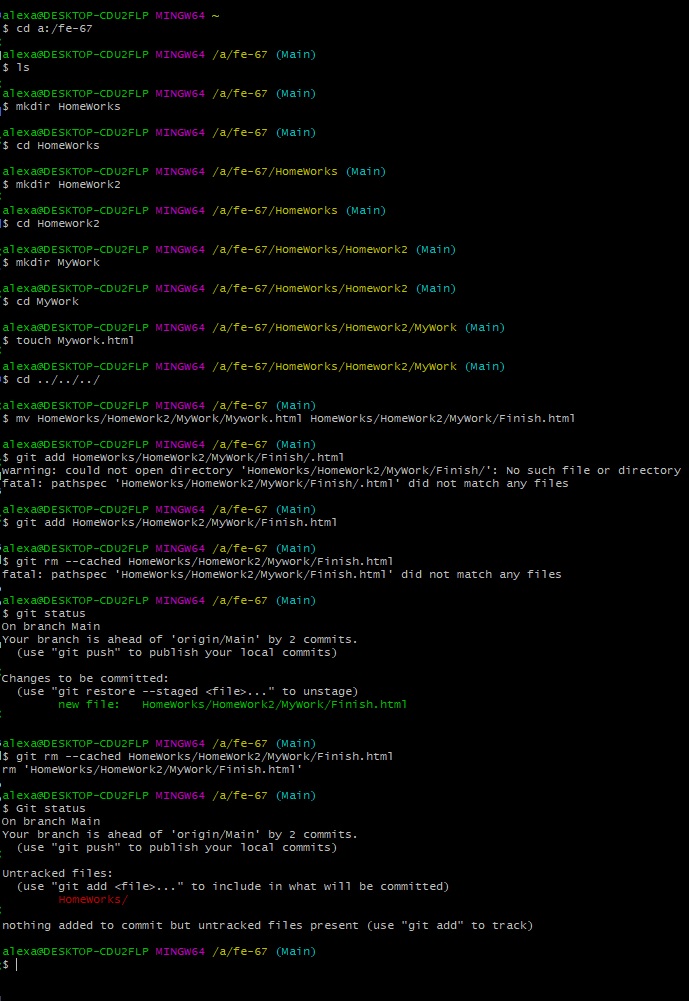 alexa@DESKTOP-CDU2FLP MINGW64 ~
$ cd a:/fe-67
alexa@DESKTOP-CDU2FLP MINGW64 /a/fe-67 (Main)
$ ls
alexa@DESKTOP-CDU2FLP MINGW64 /a/fe-67 (Main)
$ mkdir HomeWorks
alexa@DESKTOP-CDU2FLP MINGW64 /a/fe-67 (Main)
$ cd HomeWorks
alexa@DESKTOP-CDU2FLP MINGW64 /a/fe-67/HomeWorks (Main)
$ mkdir HomeWork2
alexa@DESKTOP-CDU2FLP MINGW64 /a/fe-67/HomeWorks (Main)
$ cd Homework2
alexa@DESKTOP-CDU2FLP MINGW64 /a/fe-67/HomeWorks/Homework2 (Main)
$ mkdir MyWork
alexa@DESKTOP-CDU2FLP MINGW64 /a/fe-67/HomeWorks/Homework2 (Main)
$ cd MyWork
alexa@DESKTOP-CDU2FLP MINGW64 /a/fe-67/HomeWorks/Homework2/MyWork (Main)
$ touch Mywork.html
alexa@DESKTOP-CDU2FLP MINGW64 /a/fe-67/HomeWorks/Homework2/MyWork (Main)
$ cd ../../../
alexa@DESKTOP-CDU2FLP MINGW64 /a/fe-67 (Main)
$ mv HomeWorks/HomeWork2/MyWork/Mywork.html HomeWorks/HomeWork2/MyWork/Finish.html
alexa@DESKTOP-CDU2FLP MINGW64 /a/fe-67 (Main)
$ git add HomeWorks/HomeWork2/MyWork/Finish/.html
warning: could not open directory 'HomeWorks/HomeWork2/MyWork/Finish/': No such file or directory
fatal: pathspec 'HomeWorks/HomeWork2/MyWork/Finish/.html' did not match any files
alexa@DESKTOP-CDU2FLP MINGW64 /a/fe-67 (Main)
$ git add HomeWorks/HomeWork2/MyWork/Finish.html
alexa@DESKTOP-CDU2FLP MINGW64 /a/fe-67 (Main)
$ git rm --cached HomeWorks/HomeWork2/Mywork/Finish.html
fatal: pathspec 'HomeWorks/HomeWork2/Mywork/Finish.html' did not match any files
alexa@DESKTOP-CDU2FLP MINGW64 /a/fe-67 (Main)
$ git status
On branch Main
Your branch is ahead of 'origin/Main' by 2 commits.
(use "git push" to publish your local commits)
Changes to be committed:
(use "git restore --staged <file>..." to unstage)
new file: HomeWorks/HomeWork2/MyWork/Finish.html
alexa@DESKTOP-CDU2FLP MINGW64 /a/fe-67 (Main)
$ git rm --cached HomeWorks/HomeWork2/MyWork/Finish.html
rm 'HomeWorks/HomeWork2/MyWork/Finish.html'
alexa@DESKTOP-CDU2FLP MINGW64 /a/fe-67 (Main)
$ Git status
On branch Main
Your branch is ahead of 'origin/Main' by 2 commits.
(use "git push" to publish your local commits)
Untracked files:
(use "git add <file>..." to include in what will be committed)
HomeWorks/
nothing added to commit but untracked files present (use "git add" to track)
alexa@DESKTOP-CDU2FLP MINGW64 /a/fe-67 (Main)
$